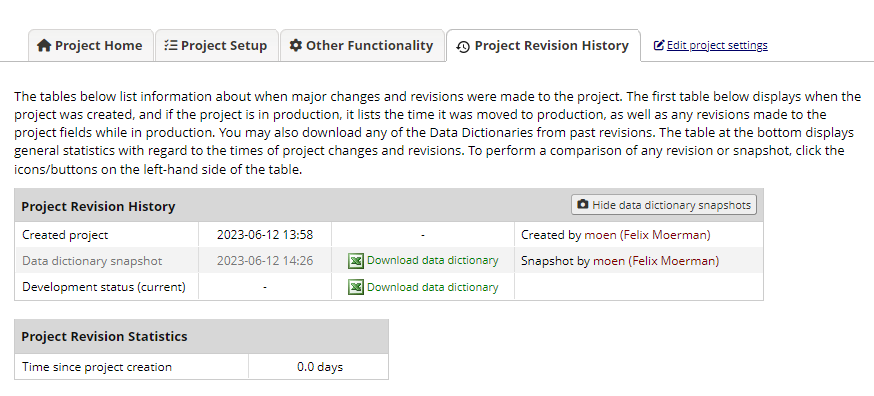 Project Home Project Setup Other Functionality Project Revision History Edit project settings
The tables below list information about when major changes and revisions were made to the project. The first table below displays when the
project was created, and if the project is in production, it lists the time it was moved to production, as well as any revisions made to the
project fields while in production. You may also download any of the Data Dictionaries from past revisions. The table at the bottom displays
general statistics with regard to the times of project changes and revisions. To perform a comparison of any revision or snapshot, click the
icons/buttons on the left-hand side of the table.
Project Revision History Hide data dictionary snapshots
Created project 2023-06-12 13:58 - Created by moen (Felix Moerman)
Data dictionary snapshot 2023-06-12 14:26 Download data dictionary Snapshot by moen (Felix Moerman)
Development status (current) - Download data dictionary
Project Revision Statistics
Time since project creation 0.0 days